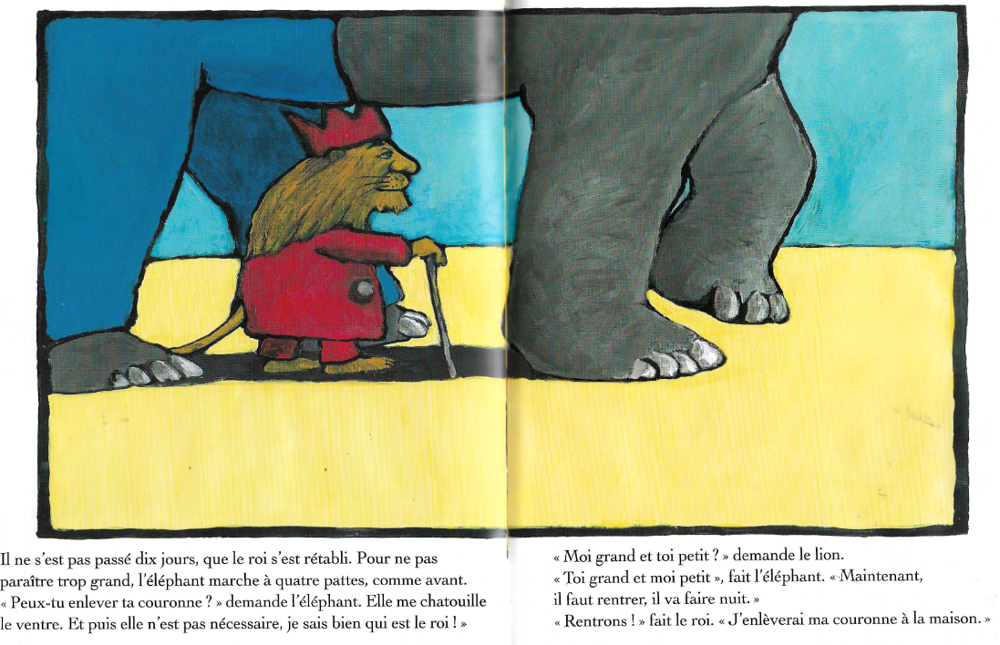 Il ne s'est pas passé dix jours, que le roi s'est rétabli. Pour ne pas
paraître trop grand, l'éléphant marche à quatre pattes, comme avant.
« Peux-tu enlever ta couronne ? » demande l'éléphant. Elle me chatouille
le ventre. Et puis elle n'est pas nécessaire, je sais bien qui est le roi ! »
« Moi grand et toi petit ? » demande le lion.
« Toi grand et moi petit », fait l'éléphant. « Maintenant,
il faut rentrer, il va faire nuit. »
« Rentrons ! » fait le roi. « J'enlèverai ma couronne à la maison. »